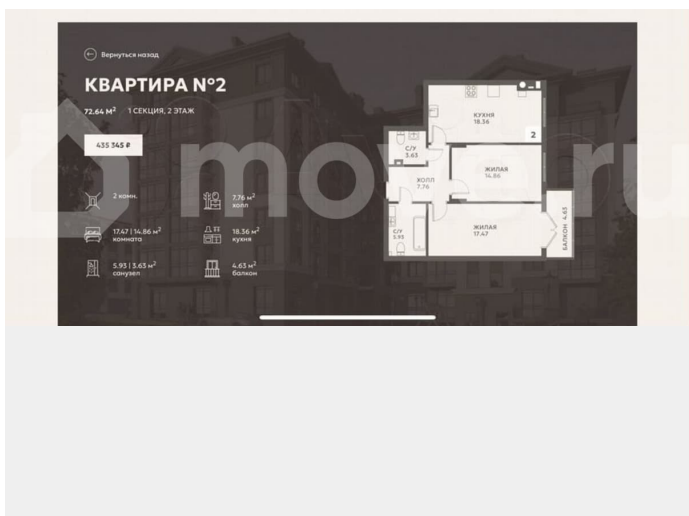 Вернуться назад
КВАРТИРА №2
72.64 М² 1 СЕКЦИЯ, 2 ЭТАЖ
435 345 ₽
2 комн.
7.76 м²
холл
17.47 | 14.86 м²
комната
18.36 м²
кухня
5.93 | 3.63 м²
санузел
4.63 м²
балкон
КУХНЯ
18.36
2
С/У
3.63
ЖИЛАЯ
14.86
ХОЛЛ
7.76
С/У
5.93
ЖИЛАЯ
17.47
БАЛКОН 4.63
move.ru